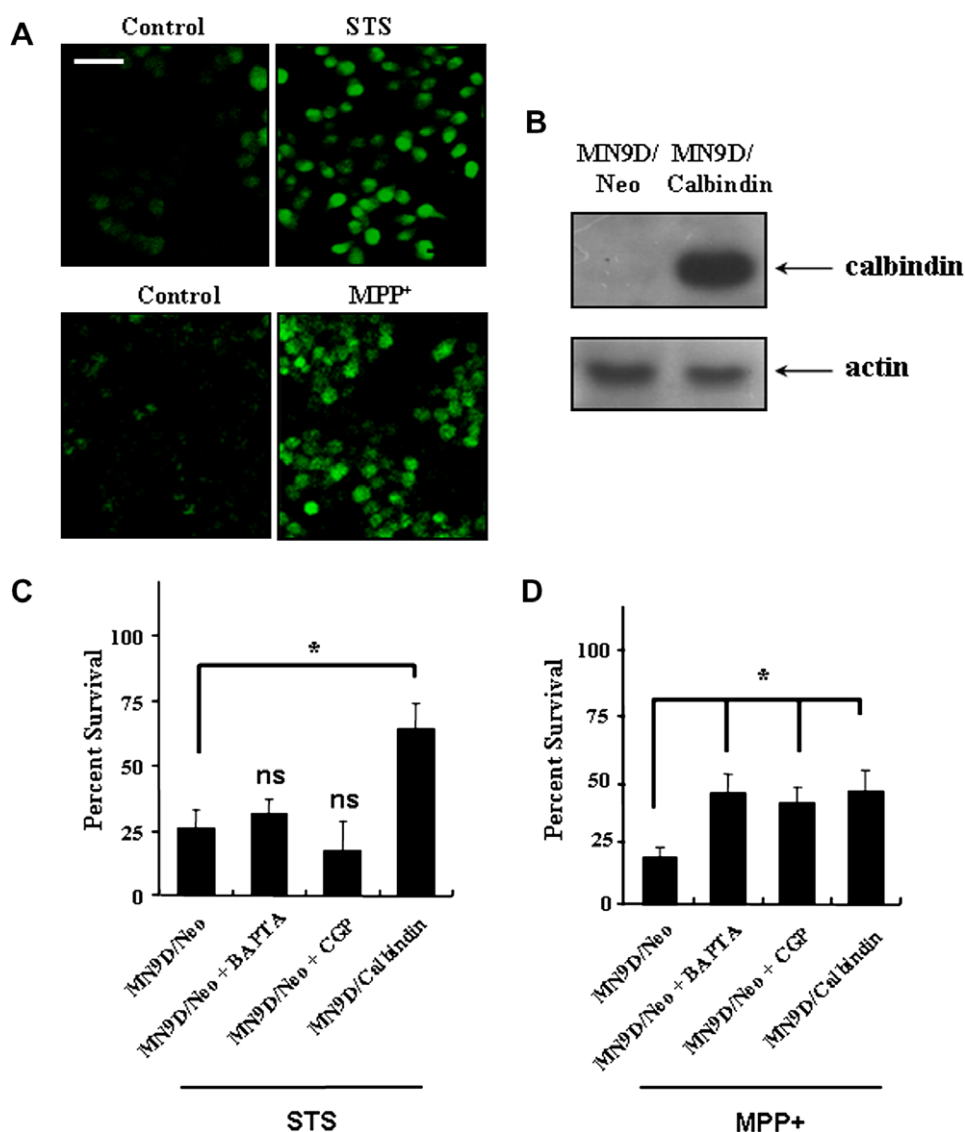 A
Control
STS
Control
MPP+
B
MN9D/
Neo
MN9D/
Calbindin
calbindin
actin
C
Percent Survival
100
75
50
25
0
*
ns
ns
MN9D/Neo
MN9D/Neo + BAPTA
MN9D/Neo + CGP
MN9D/Calbindin
STS
D
Percent Survival
100
75
50
25
0
*
MN9D/Neo
MN9D/Neo + BAPTA
MN9D/Neo + CGP
MN9D/Calbindin
MPP+